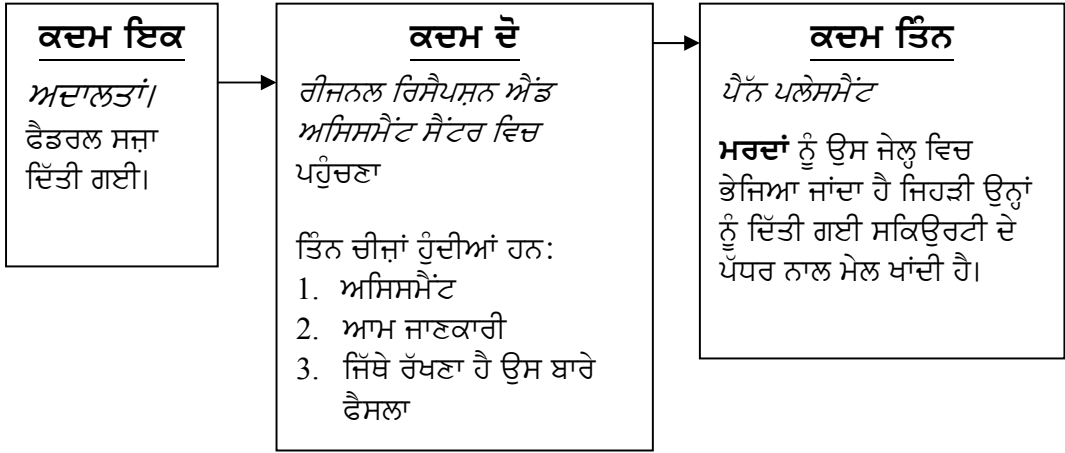 ਕਦਮ ਇਕ
ਅਦਾਲਤਾਂ/
ਫੈਡਰਲ ਸਜ਼ਾ
ਦਿੱਤੀ ਗਈ।
ਕਦਮ ਦੋ
ਰੀਜਨਲ ਰਿਸੈਪਸ਼ਨ ਐਂਡ
ਅਸਿਸਮੈਂਟ ਸੈਂਟਰ ਵਿਚ
ਪਹੁੰਚਣਾ
ਤਿੰਨ ਚੀਜ਼ਾਂ ਹੁੰਦੀਆਂ ਹਨ:
1. ਅਸਿਸਮੈਂਟ
2. ਆਮ ਜਾਣਕਾਰੀ
3. ਜਿੱਥੇ ਰੱਖਣਾ ਹੈ ਉਸ ਬਾਰੇ
ਫੈਸਲਾ
ਕਦਮ ਤਿੰਨ
ਪੈੱਨ ਪਲੇਸਮੈਂਟ
ਮਰਦਾਂ ਨੂੰ ਉਸ ਜੇਲ੍ਹ ਵਿਚ
ਭੇਜਿਆ ਜਾਂਦਾ ਹੈ ਜਿਹੜੀ ਉਨ੍ਹਾਂ
ਨੂੰ ਦਿੱਤੀ ਗਈ ਸਕਿਉਰਟੀ ਦੇ
ਪੱਧਰ ਨਾਲ ਮੇਲ ਖਾਂਦੀ ਹੈ।